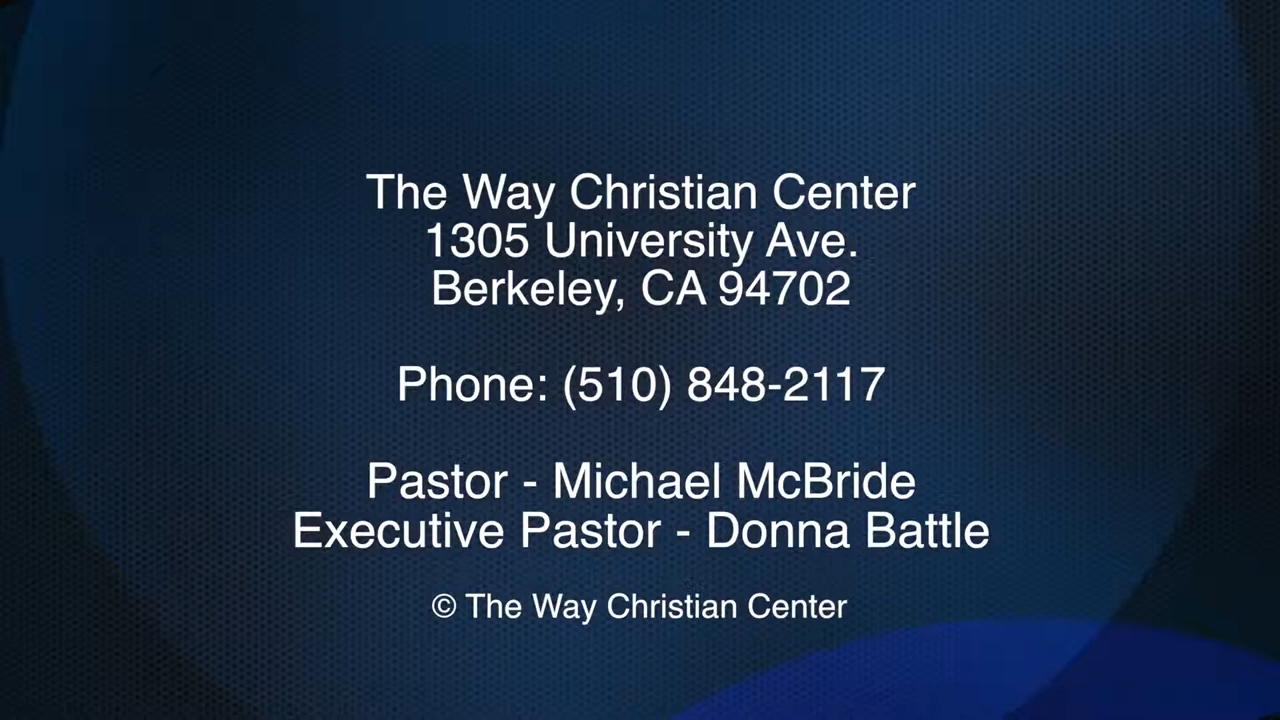 The Way Christian Center
1305 University Ave.
Berkeley, CA 94702
Phone: (510) 848-2117
Pastor - Michael McBride
Executive Pastor - Donna Battle
© The Way Christian Center